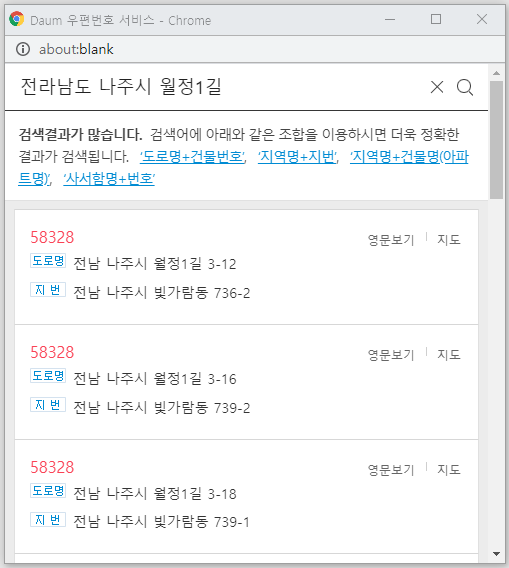 Daum 우편번호 서비스 - Chrome
about:blank
전라남도 나주시 월정1길
검색결과가 많습니다. 검색어에 아래와 같은 조합을 이용하시면 더욱 정확한
결과가 검색됩니다. '도로명+건물번호', '지역명+지번', '지역명+건물명(아파
트명)', '사서함명+번호'
58328 영문보기 지도
도로명 전남 나주시 월정1길 3-12
지 번 전남 나주시 빛가람동 736-2
58328 영문보기 지도
도로명 전남 나주시 월정1길 3-16
지 번 전남 나주시 빛가람동 739-2
58328 영문보기 지도
도로명 전남 나주시 월정1길 3-18
지 번 전남 나주시 빛가람동 739-1